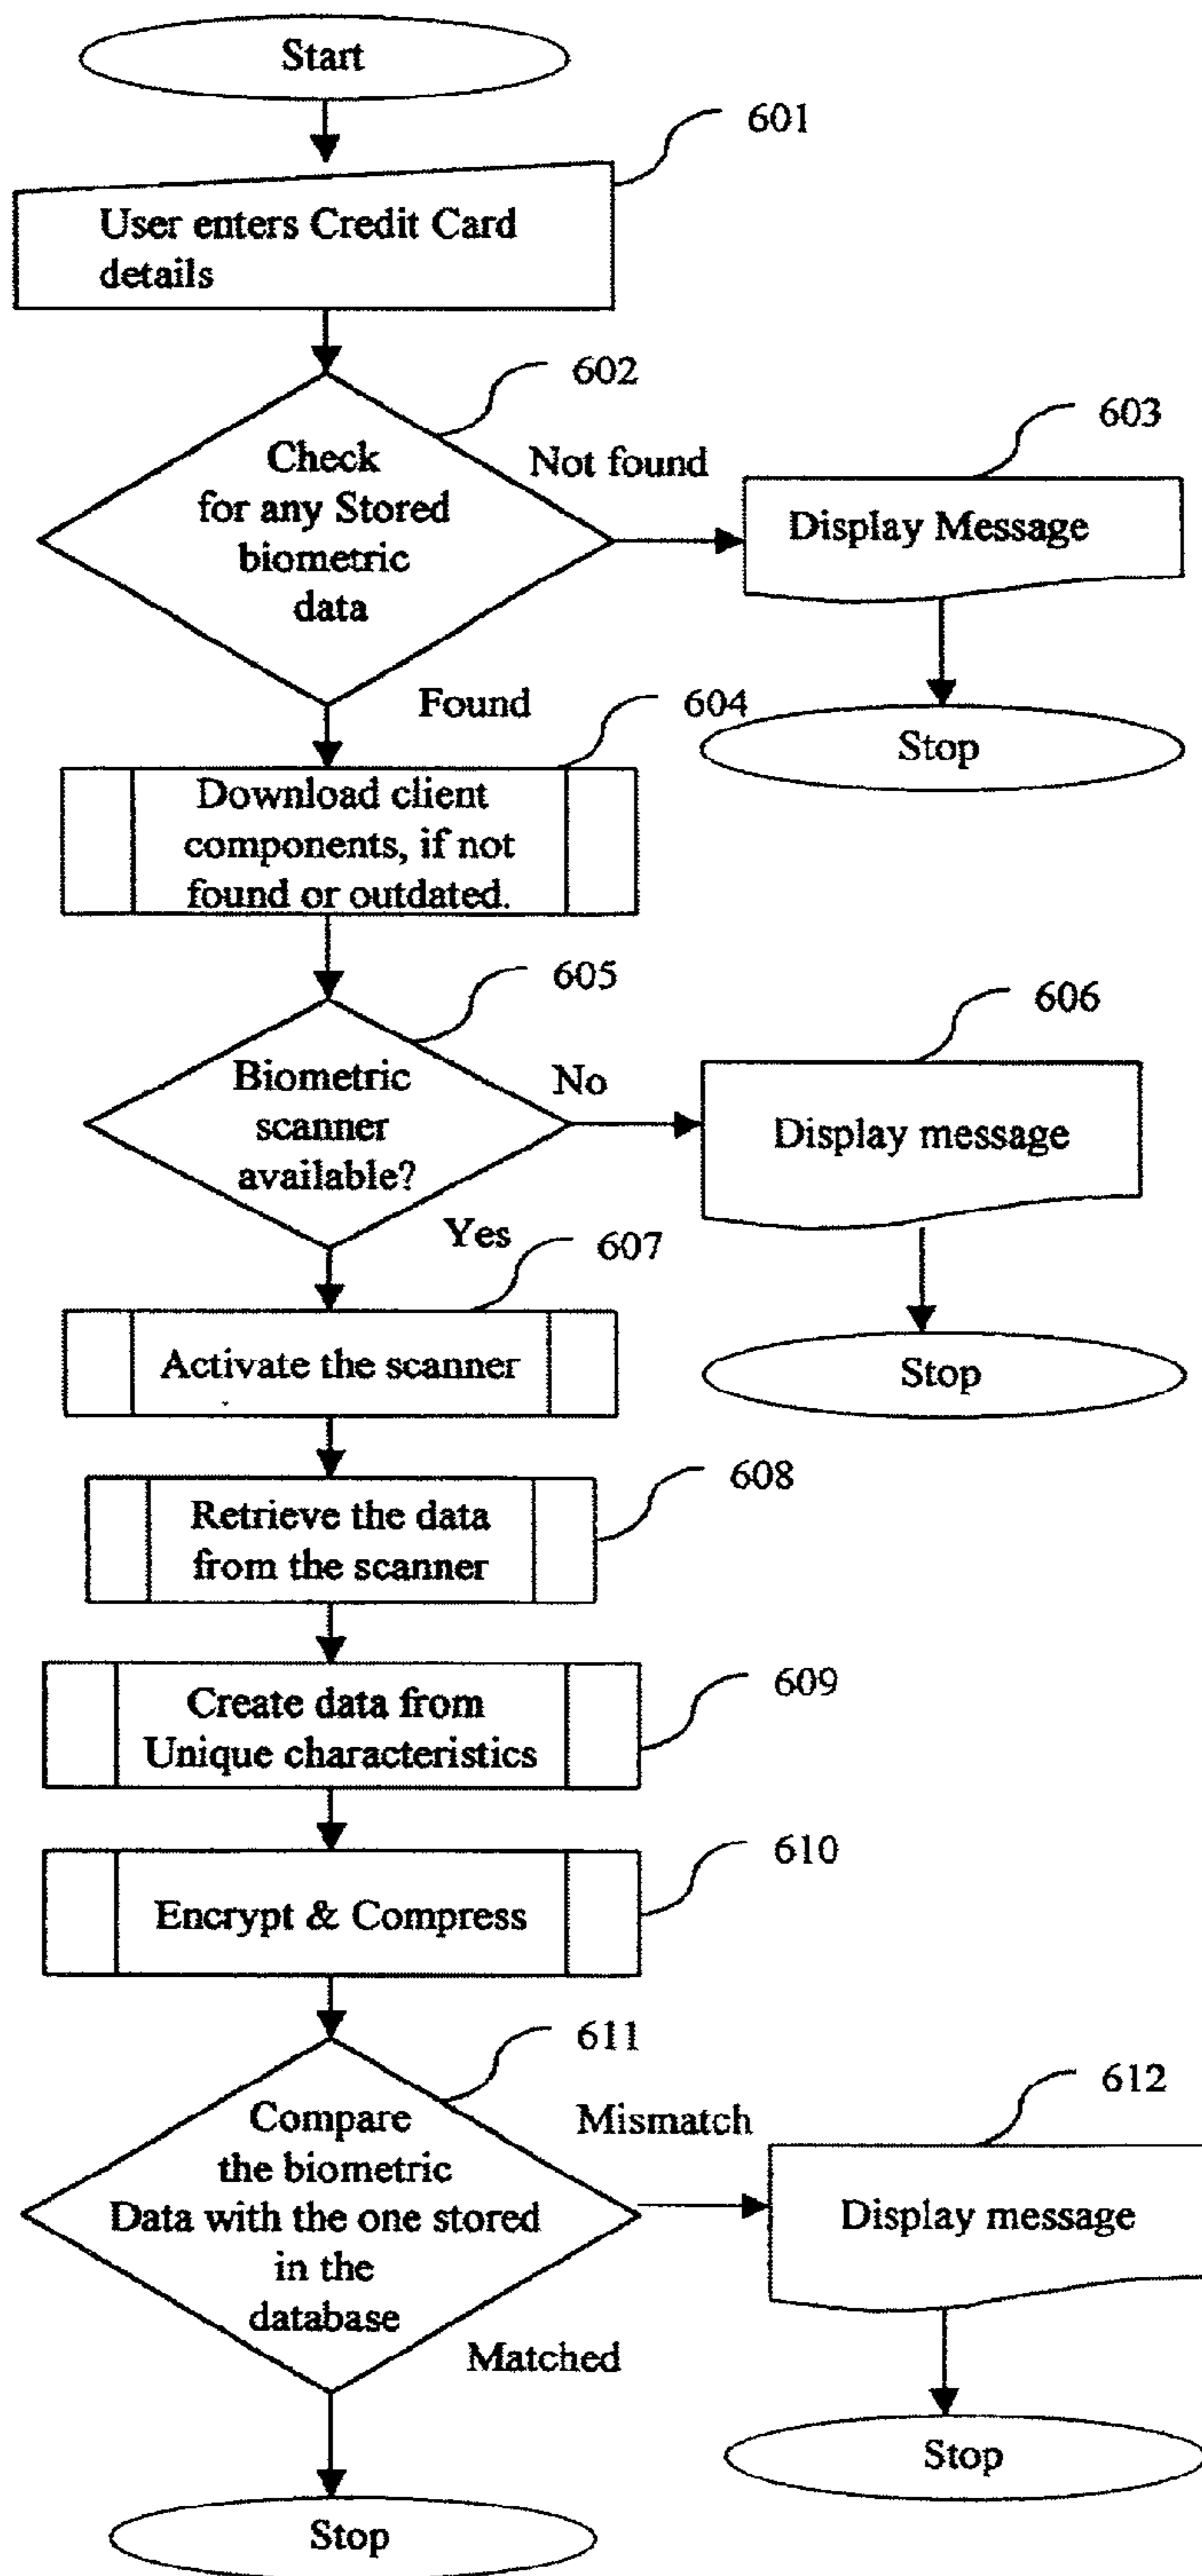 Start
601
User enters Credit Card
details
602
Check
for any Stored
biometric
data
Not found
603
Display Message
Stop
Found
604
Download client
components, if not
found or outdated.
605
Biometric
scanner
available?
No
606
Display message
Stop
Yes
607
Activate the scanner
608
Retrieve the data
from the scanner
609
Create data from
Unique characteristics
610
Encrypt & Compress
611
Compare
the biometric
Data with the one stored
in the
database
Mismatch
612
Display message
Stop
Matched
Stop